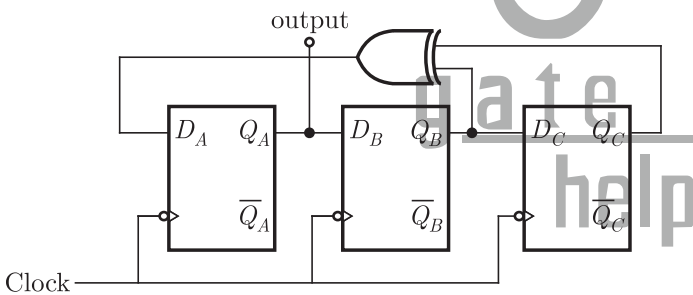 output
gate
D_A Q_A D_B Q_B D_C Q_C
help
Q̅_A Q̅_B Q̅_C
Clock